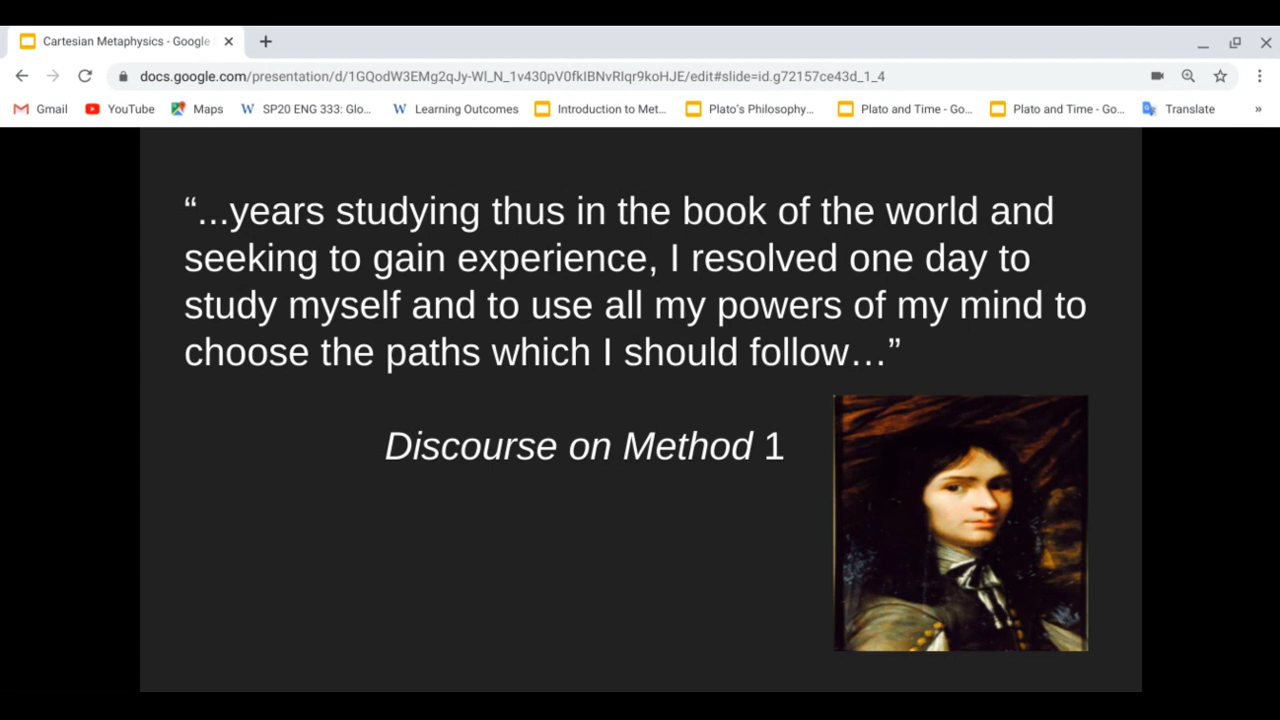 Cartesian Metaphysics - Google
docs.google.com/presentation/d/1GQodW3EMg2qJy-Wl_N_1v430pV0fkIBNvRIqr9koHJE/edit#slide=id.g72157ce43d_1_4
Gmail YouTube Maps W SP20 ENG 333: Glo... W Learning Outcomes Introduction to Met... Plato's Philosophy... Plato and Time - Go... Plato and Time - Go... Translate »
“...years studying thus in the book of the world and
seeking to gain experience, I resolved one day to
study myself and to use all my powers of my mind to
choose the paths which I should follow…”
Discourse on Method 1